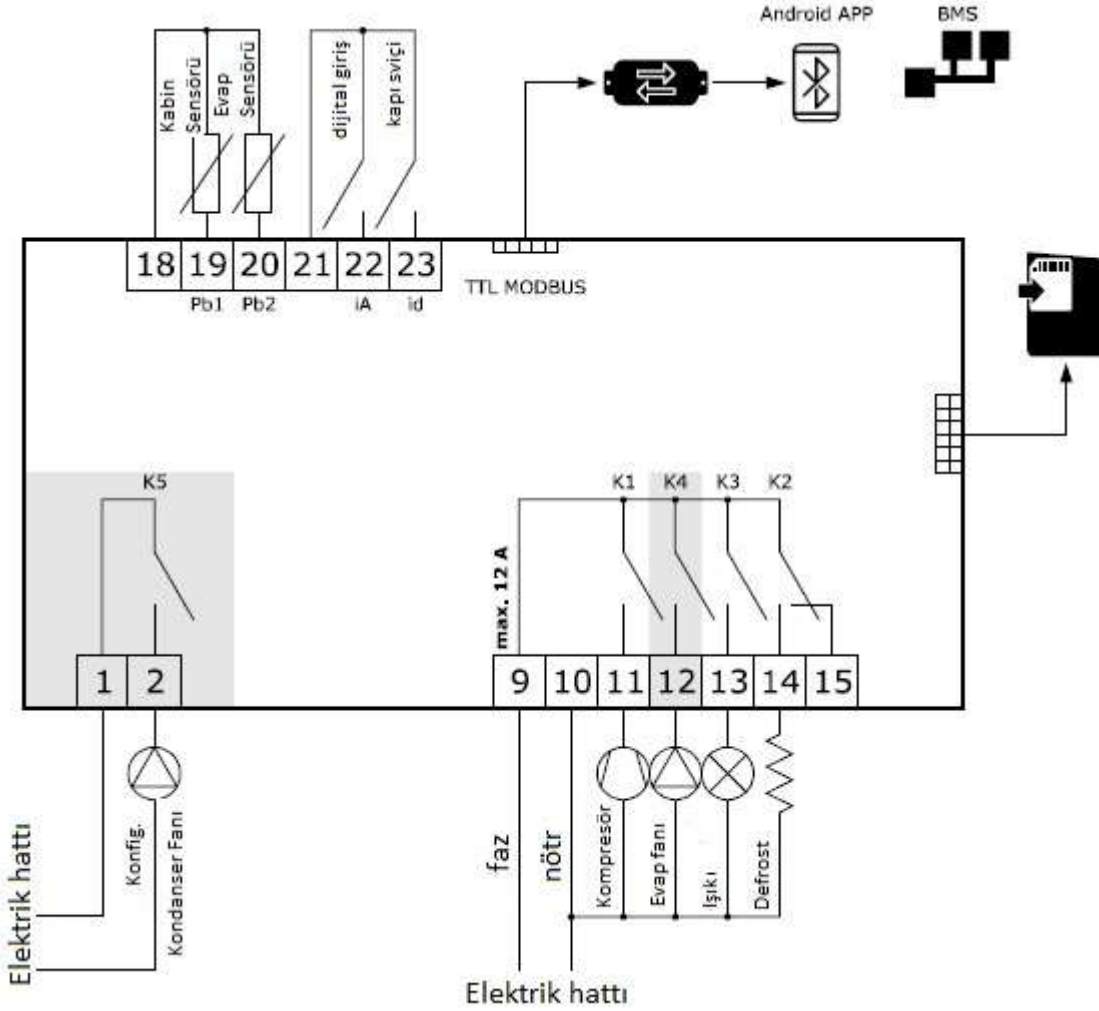 Android APP
BMS
Kabin
Sensörü
Evap
Sensörü
dijital giriş
kapı sviçi
18
19
20
21
22
23
Pb1
Pb2
iA
id
TTL MODBUS
K5
K1
K4
K3
K2
max. 12 A
1
2
9
10
11
12
13
14
15
Elektrik hattı
Konfig.
Kondanser Fanı
faz
nötr
Kompresör
Evap fanı
Işıkı
Defrost
Elektrik hattı